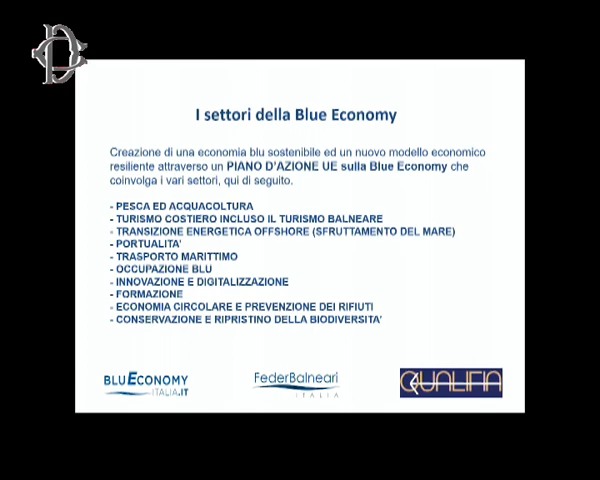 I settori della Blue Economy
Creazione di una economia blu sostenibile ed un nuovo modello economico
resiliente attraverso un PIANO D'AZIONE UE sulla Blue Economy che
coinvolga i vari settori, qui di seguito.
- PESCA ED ACQUACOLTURA
- TURISMO COSTIERO INCLUSO IL TURISMO BALNEARE
- TRANSIZIONE ENERGETICA OFFSHORE (SFRUTTAMENTO DEL MARE)
- PORTUALITA'
- TRASPORTO MARITTIMO
- OCCUPAZIONE BLU
- INNOVAZIONE E DIGITALIZZAZIONE
- FORMAZIONE
- ECONOMIA CIRCOLARE E PREVENZIONE DEI RIFIUTI
- CONSERVAZIONE E RIPRISTINO DELLA BIODIVERSITA'
BLUECONOMY
ITALIA.IT
FederBalneari
ITALIA
QUALIFIA